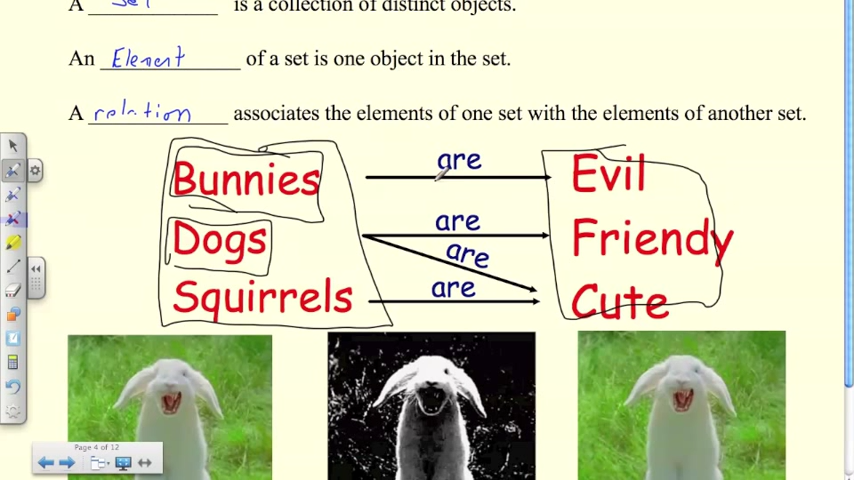 A set is a collection of distinct objects.
An Element of a set is one object in the set.
A relation associates the elements of one set with the elements of another set.
Bunnies are Evil
Dogs are Friendy
are
Squirrels are Cute
Page 4 of 12